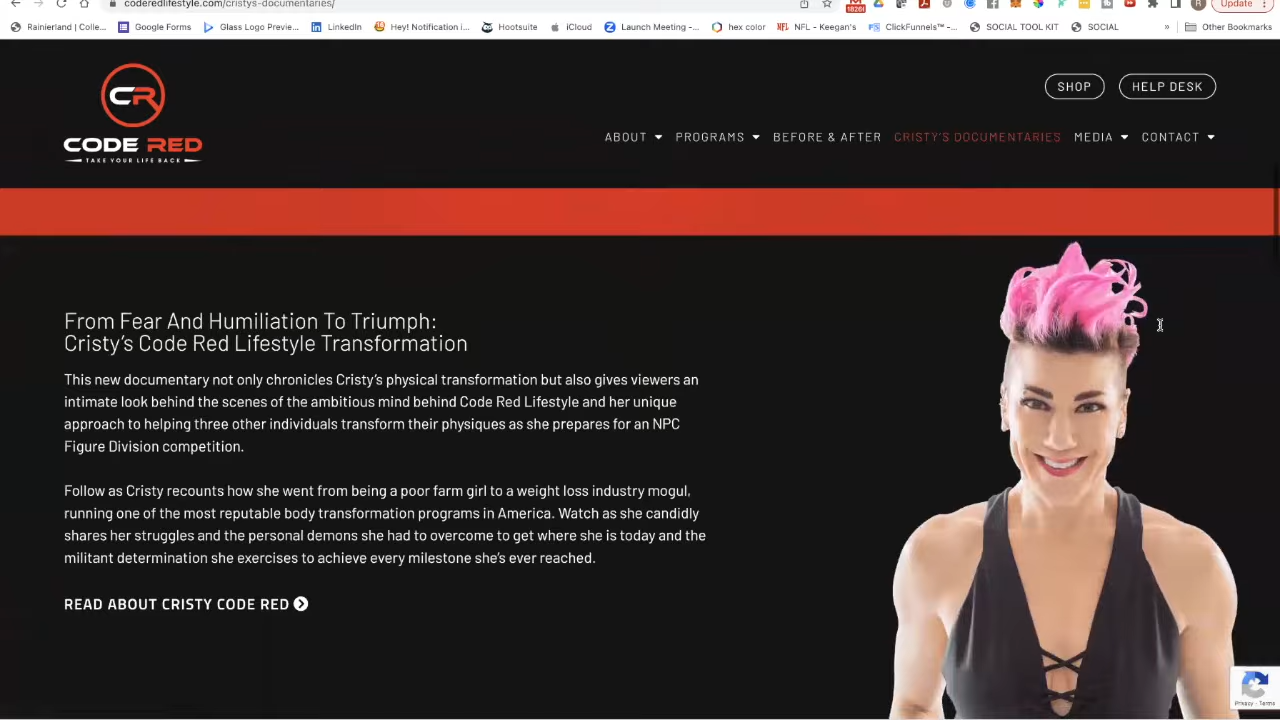 coderedlifestyle.com/cristys-documentaries/
Update
1826
Rainierland | Colle...
Google Forms
Glass Logo Previe...
LinkedIn
Hey! Notification i...
Hootsuite
iCloud
Launch Meeting -...
hex color
NFL - Keegan's
ClickFunnels™ -...
SOCIAL TOOL KIT
SOCIAL
»
Other Bookmarks
SHOP
HELP DESK
CR
CODE RED
TAKE YOUR LIFE BACK
ABOUT
PROGRAMS
BEFORE & AFTER
CRISTY'S DOCUMENTARIES
MEDIA
CONTACT
From Fear And Humiliation To Triumph:
Cristy's Code Red Lifestyle Transformation
This new documentary not only chronicles Cristy's physical transformation but also gives viewers an
intimate look behind the scenes of the ambitious mind behind Code Red Lifestyle and her unique
approach to helping three other individuals transform their physiques as she prepares for an NPC
Figure Division competition.
Follow as Cristy recounts how she went from being a poor farm girl to a weight loss industry mogul,
running one of the most reputable body transformation programs in America. Watch as she candidly
shares her struggles and the personal demons she had to overcome to get where she is today and the
militant determination she exercises to achieve every milestone she's ever reached.
READ ABOUT CRISTY CODE RED
Privacy - Terms